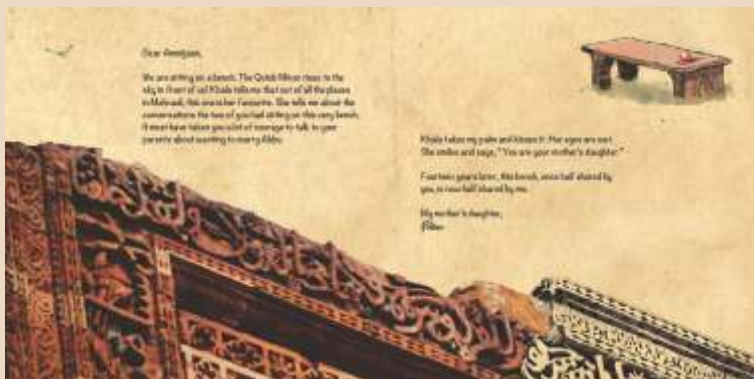 Dear Ammijaan,
We are sitting on a bench. The Qutub Minar rises to the
sky in front of us! Khala tells me that out of all the places
in Mehrauli, this one is her favourite. She tells me about the
conversations the two of you had sitting on this very bench.
It must have taken you a lot of courage to talk to your
parents about wanting to marry Abbu.
Khala takes my palm and kisses it. Her eyes are wet.
She smiles and says, "You are your mother's daughter."
Fourteen years later, this bench, once half shared by
you, is now half shared by me.
My mother's daughter,